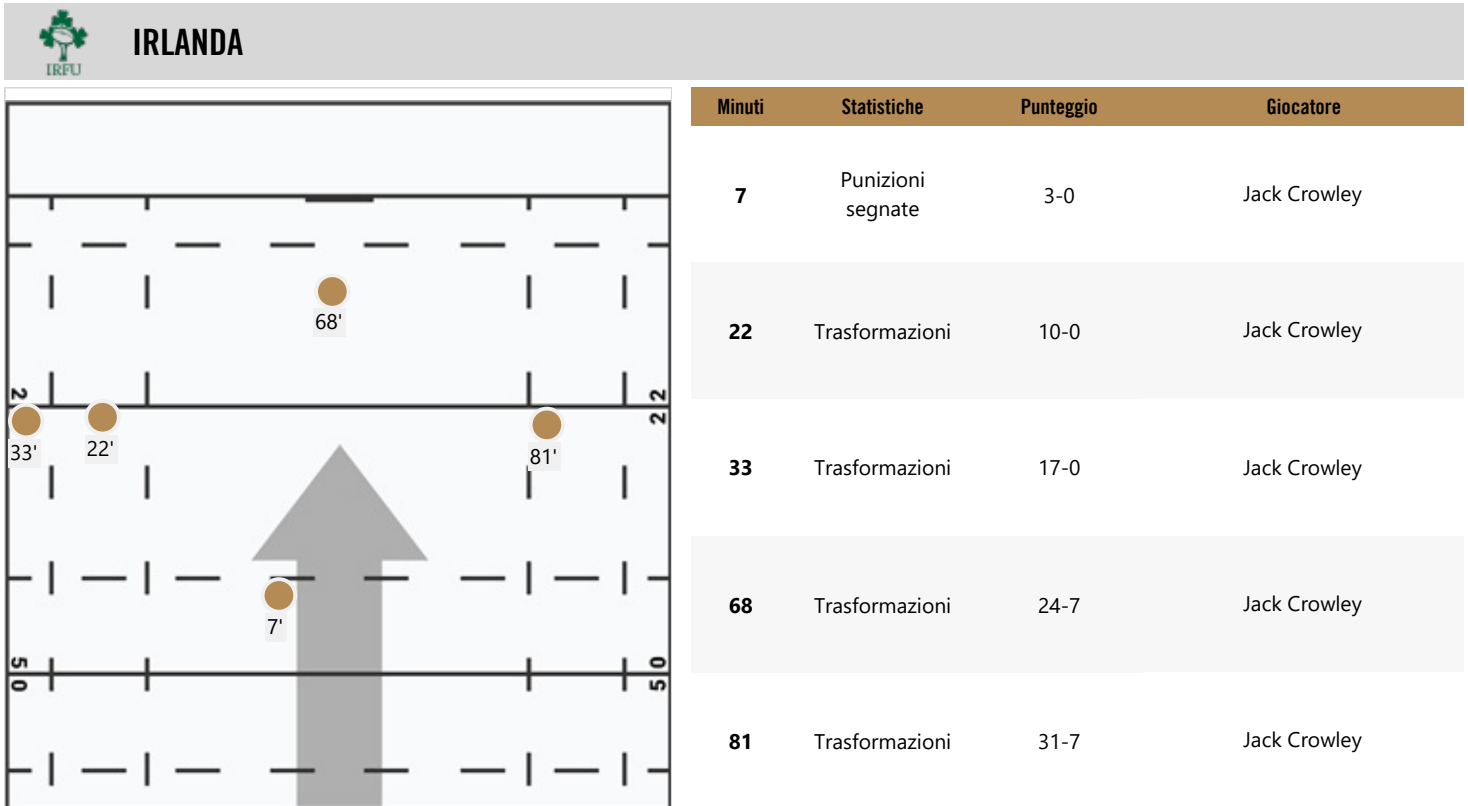 IRFU
IRLANDA
68'
22
22
33'
22'
81'
7'
50
50
Minuti Statistiche Punteggio Giocatore
7 Punizioni segnate 3-0 Jack Crowley
22 Trasformazioni 10-0 Jack Crowley
33 Trasformazioni 17-0 Jack Crowley
68 Trasformazioni 24-7 Jack Crowley
81 Trasformazioni 31-7 Jack Crowley